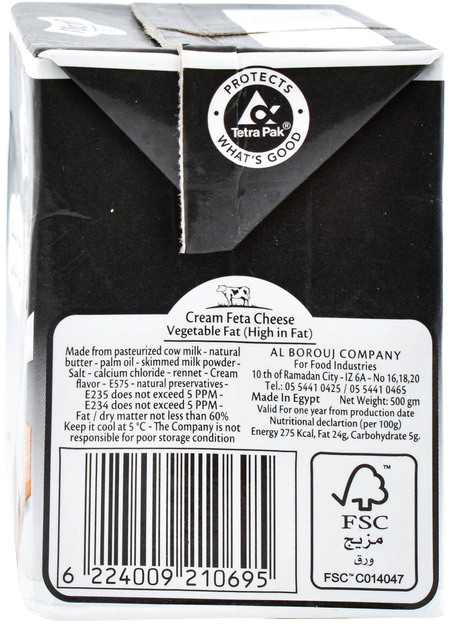 PROTECTS
Tetra Pak®
WHAT'S GOOD
Cream Feta Cheese
Vegetable Fat (High in Fat)
Made from pasteurized cow milk - natural
butter - palm oil - skimmed milk powder-
Salt - calcium chloride - rennet - Cream
flavor - E575 - natural preservatives -
E235 does not exceed 5 PPM -
E234 does not exceed 5 PPM -
Fat / dry matter not less than 60%
Keep it cool at 5 °C - The Company is not
responsible for poor storage condition
AL BOROUJ COMPANY
For Food Industries
10 th of Ramadan City - IZ 6A - No 16,18,20
Tel.: 05 5441 0425 / 05 5441 0465
Made In Egypt Net Weight: 500 gm
Valid For one year from production date
Nutritional declartion (per 100g)
Energy 275 Kcal, Fat 24g, Carbohydrate 5g.
6 224009 210695
™
FSC
مزيج
ورق
FSC™ C014047